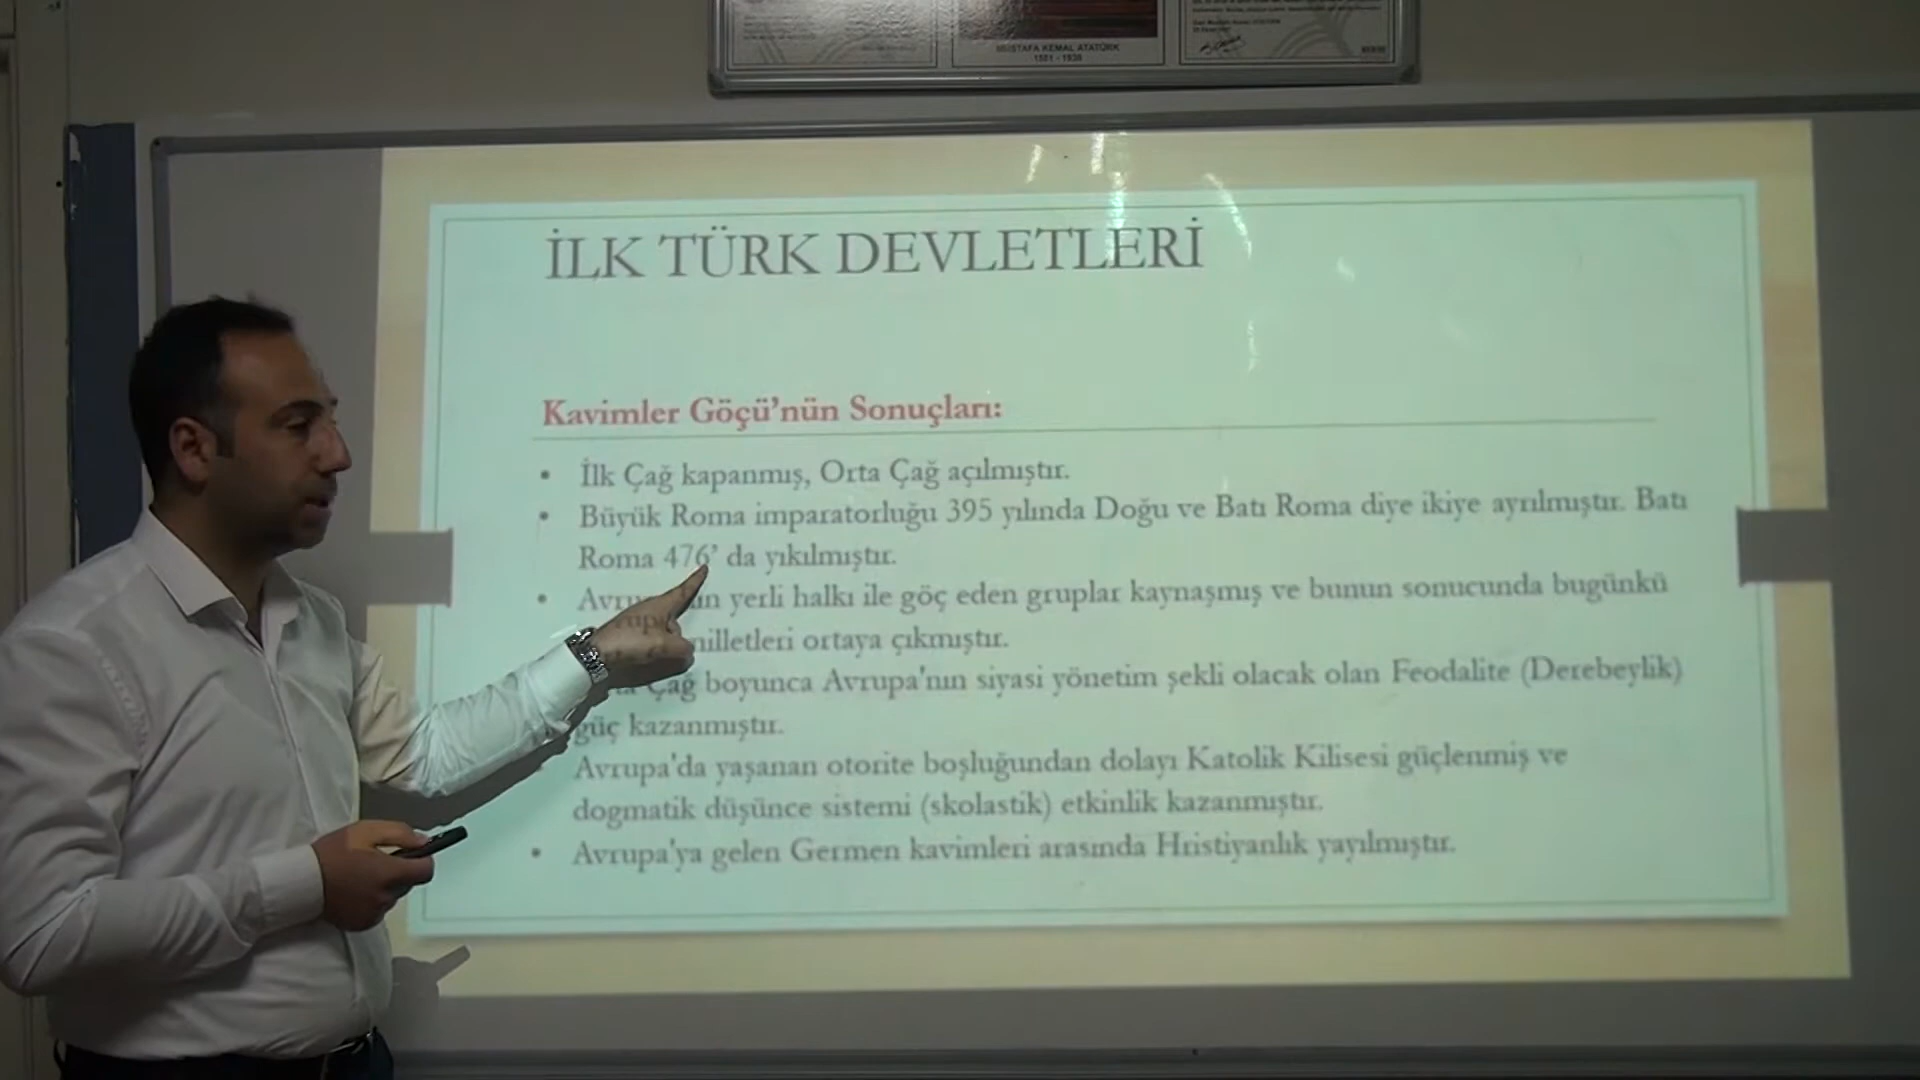 MUSTAFA KEMAL ATATÜRK
1881 - 1938
İLK TÜRK DEVLETLERİ
Kavimler Göçü'nün Sonuçları:
• İlk Çağ kapanmış, Orta Çağ açılmıştır.
• Büyük Roma imparatorluğu 395 yılında Doğu ve Batı Roma diye ikiye ayrılmıştır. Batı
Roma 476' da yıkılmıştır.
• yerli halkı ile göç eden gruplar kaynaşmış ve bunun sonucunda bugünkü
milletleri ortaya çıkmıştır.
Çağ boyunca Avrupa'nın siyasi yönetim şekli olacak olan Feodalite (Derebeylik)
güç kazanmıştır.
Avrupa'da yaşanan otorite boşluğundan dolayı Katolik Kilisesi güçlenmiş ve
dogmatik düşünce sistemi (skolastik) etkinlik kazanmıştır.
• Avrupa'ya gelen Germen kavimleri arasında Hristiyanlık yayılmıştır.